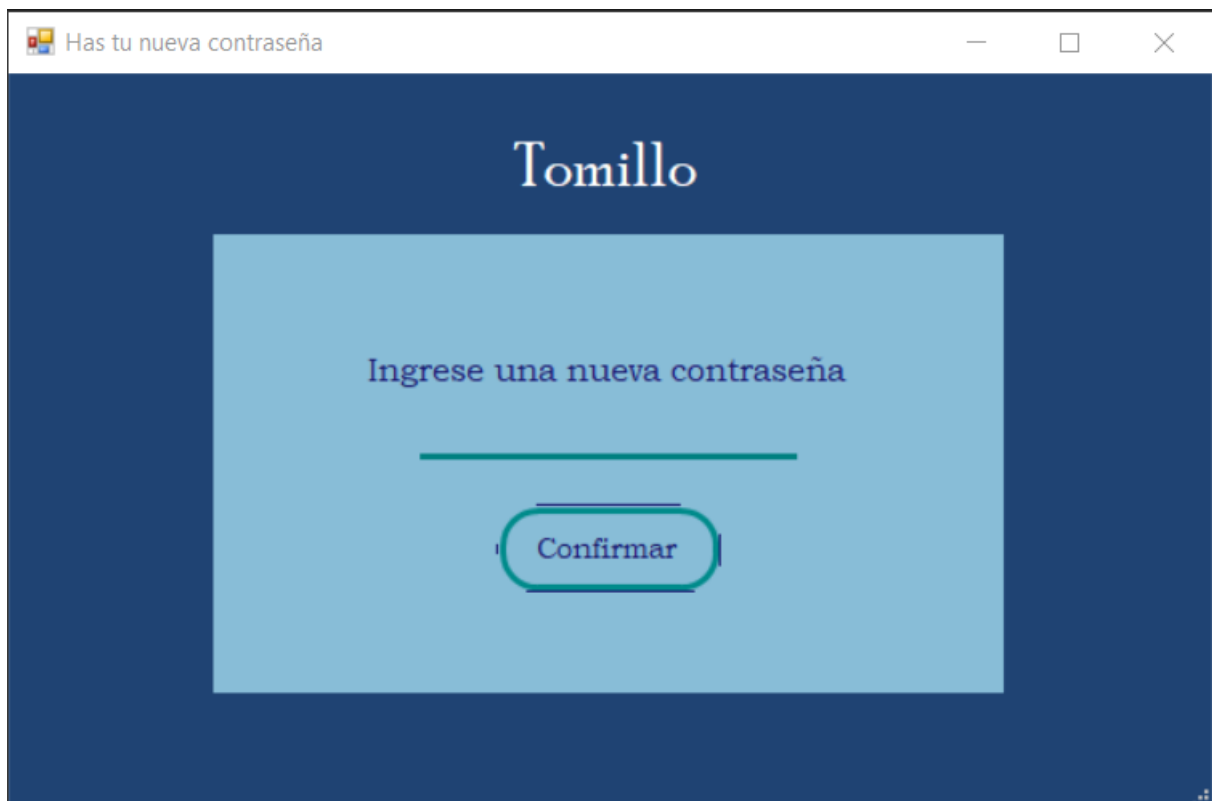 Has tu nueva contraseña
Tomillo
Ingrese una nueva contraseña
Confirmar